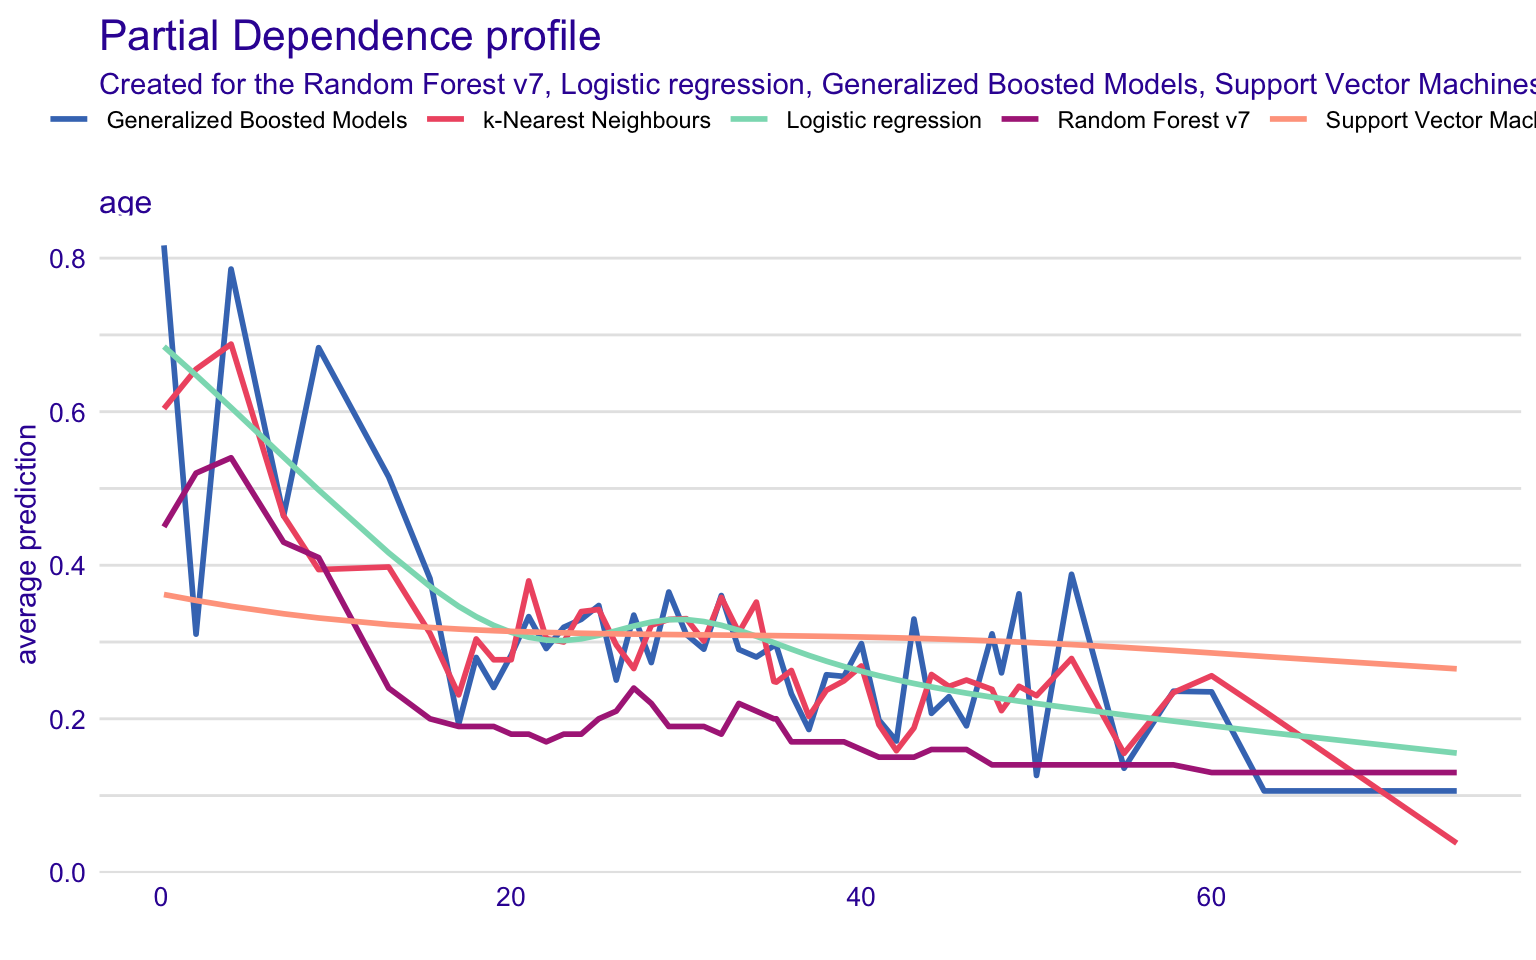 Partial Dependence profile
Created for the Random Forest v7, Logistic regression, Generalized Boosted Models, Support Vector Machines
Generalized Boosted Models k-Nearest Neighbours Logistic regression Random Forest v7 Support Vector
age
0.8
0.6
0.4
0.2
0.0
average prediction
0 20 40 60